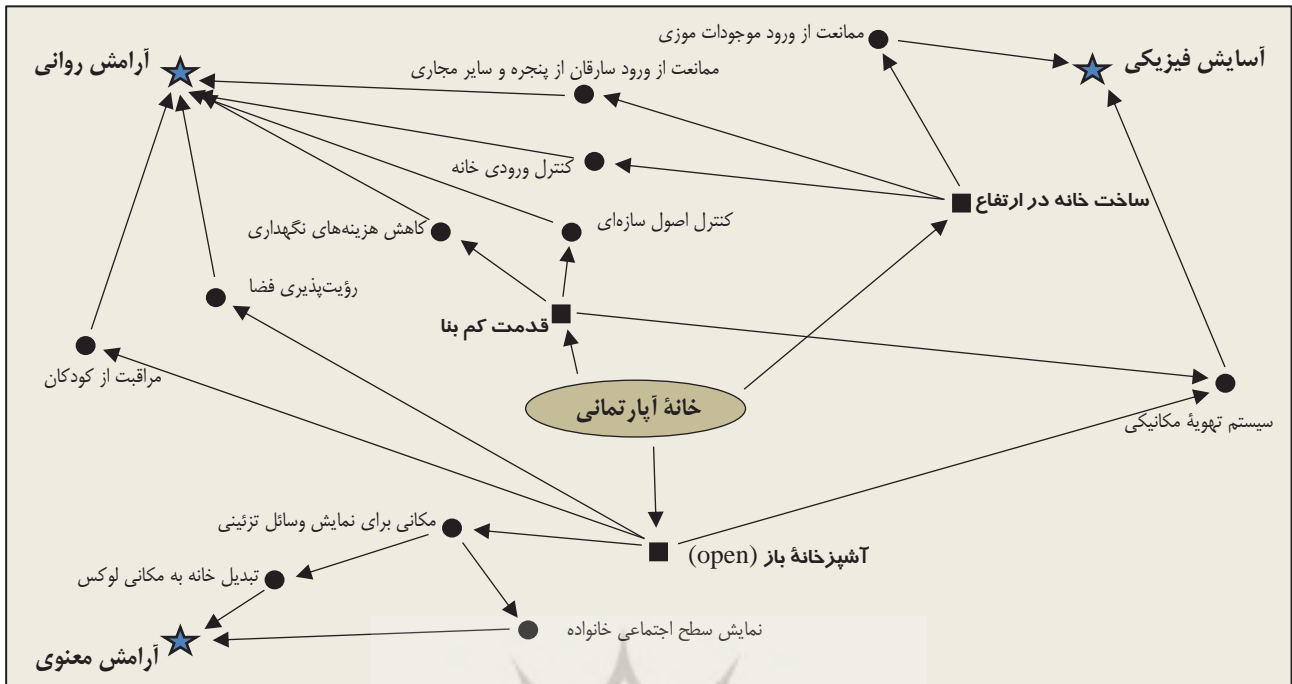 ممانعت از ورود موجودات موزی
آسایش فیزیکی
آرامش روانی
ممانعت از ورود سارقان از پنجره و سایر مجاری
کنترل ورودی خانه
ساخت خانه در ارتفاع
کنترل اصول سازه‌ای
کاهش هزینه‌های نگهداری
رؤیت‌پذیری فضا
قدمت کم بنا
مراقبت از کودکان
خانهٔ آپارتمانی
سیستم تهویهٔ مکانیکی
مکانی برای نمایش وسائل تزئینی
آشپزخانهٔ باز (open)
تبدیل خانه به مکانی لوکس
نمایش سطح اجتماعی خانواده
آرامش معنوی